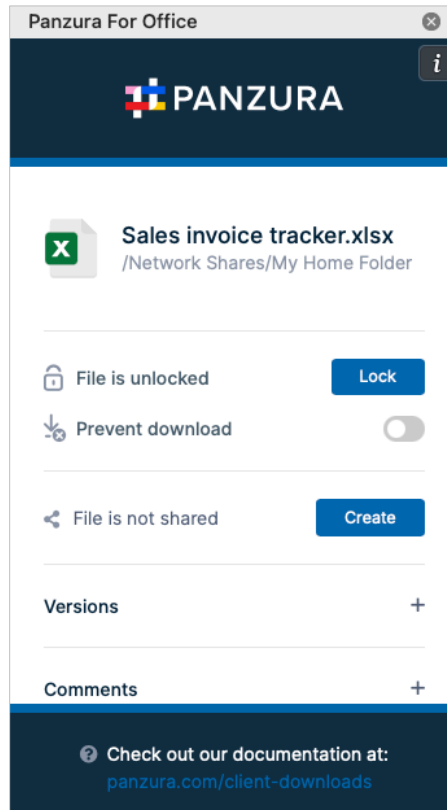 Panzura For Office
i
PANZURA
X
Sales invoice tracker.xlsx
/Network Shares/My Home Folder
File is unlocked
Lock
Prevent download
File is not shared
Create
Versions
+
Comments
+
? Check out our documentation at:
panzura.com/client-downloads